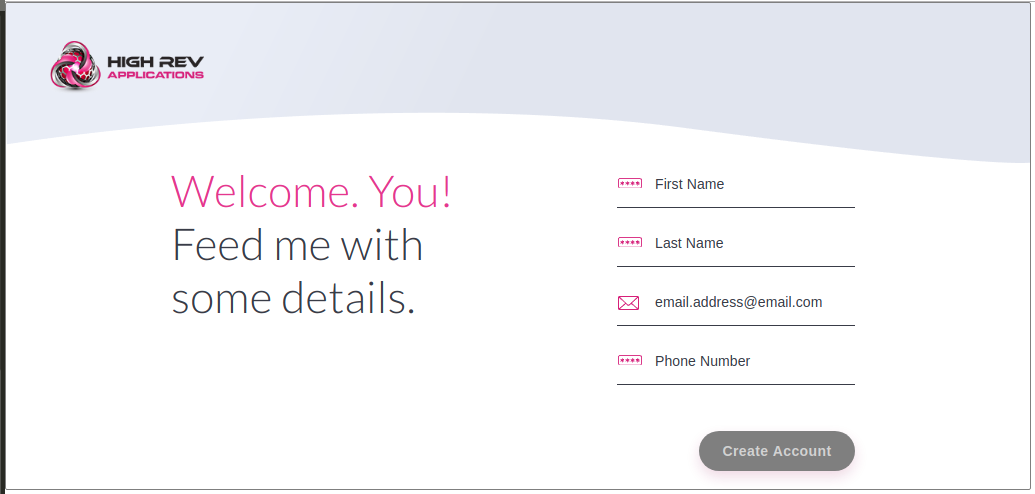 HIGH REV
APPLICATIONS
Welcome. You!
Feed me with
some details.
First Name
Last Name
email.address@email.com
Phone Number
Create Account